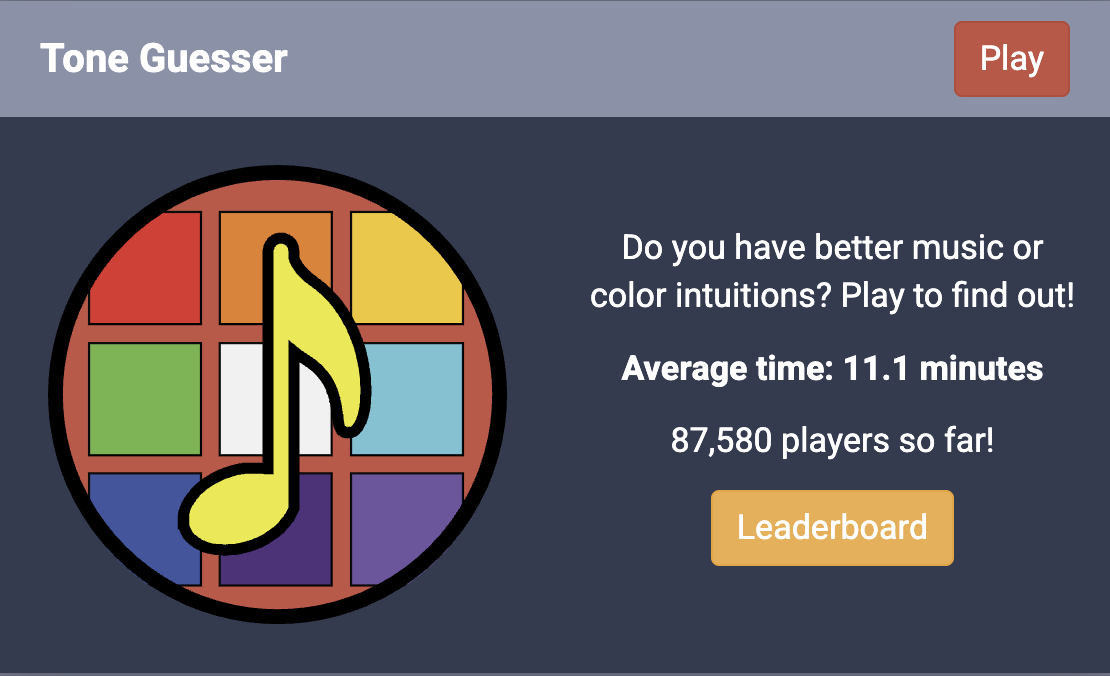 Tone Guesser
Play
Do you have better music or
color intuitions? Play to find out!
Average time: 11.1 minutes
87,580 players so far!
Leaderboard